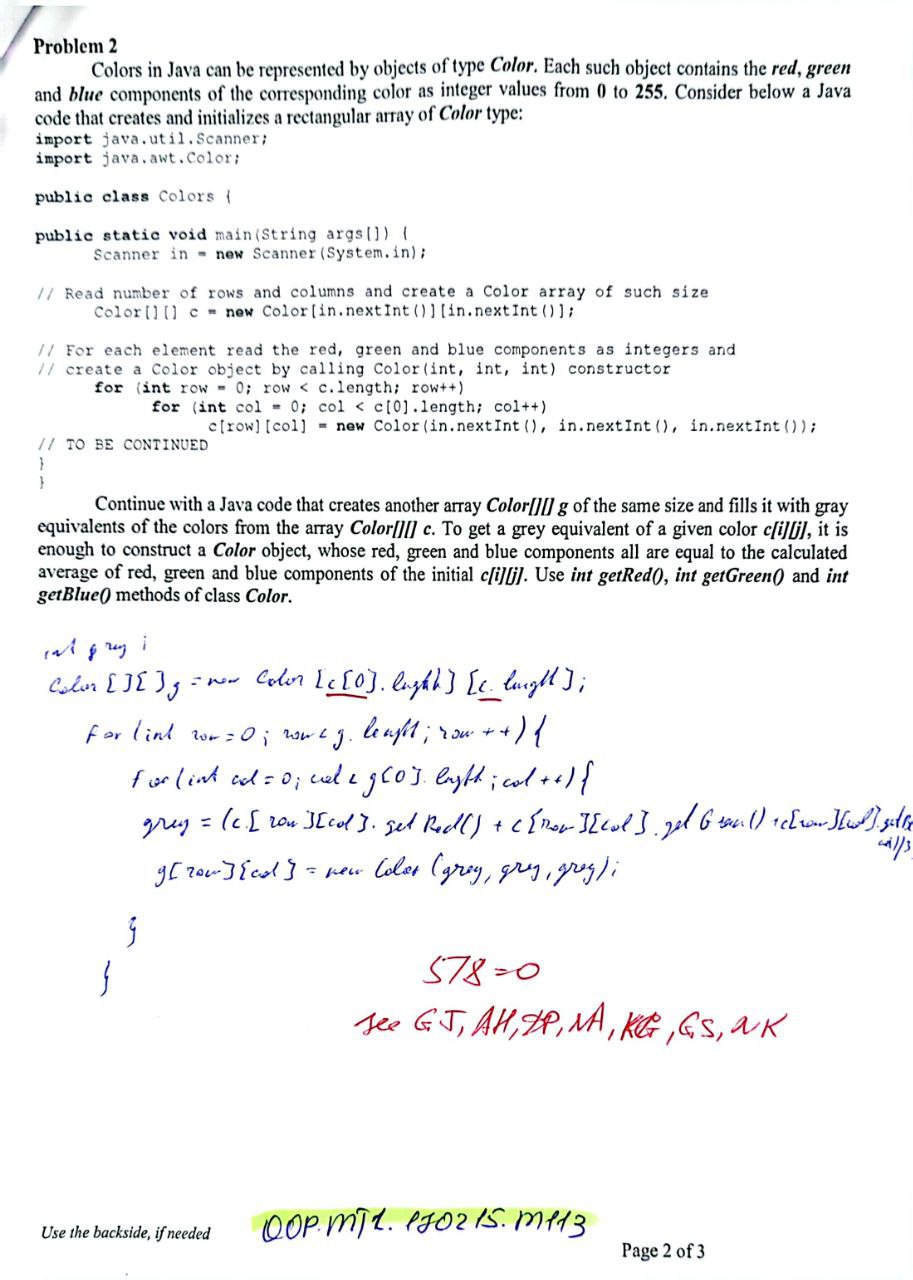 Problem 2
Colors in Java can be represented by objects of type Color. Each such object contains the red, green
and blue components of the corresponding color as integer values from 0 to 255. Consider below a Java
code that creates and initializes a rectangular array of Color type:
import java.util.Scanner;
import java.awt.Color;
public class Colors {
public static void main(String args[]) {
Scanner in = new Scanner(System.in);
// Read number of rows and columns and create a Color array of such size
Color[][] c = new Color[in.nextInt()][in.nextInt()];
// For each element read the red, green and blue components as integers and
// create a Color object by calling Color(int, int, int) constructor
for (int row = 0; row < c.length; row++)
for (int col = 0; col < c[0].length; col++)
c[row][col] = new Color(in.nextInt(), in.nextInt(), in.nextInt());
// TO BE CONTINUED
}
}
Continue with a Java code that creates another array Color[][] g of the same size and fills it with gray
equivalents of the colors from the array Color[][] c. To get a grey equivalent of a given color c[i][j], it is
enough to construct a Color object, whose red, green and blue components all are equal to the calculated
average of red, green and blue components of the initial c[i][j]. Use int getRed(), int getGreen() and int
getBlue() methods of class Color.
int grey ;
Color [][] g = new Color [c[0]. lenght] [c. lenght];
for (int row = 0; row < g. lenght; row ++) {
for (int col = 0; col < g[0]. lenght; col ++) {
grey = (c.[ row ][col]. get Red() + c[row][col]. get Green() + c[row][col].
g[row][col] = new Color (grey, grey, grey);
}
}
578 = 0
see GJ, AH, ZP, NA, KG, GS, NK
Use the backside, if needed
OOP.MT1. 170215. M113
Page 2 of 3